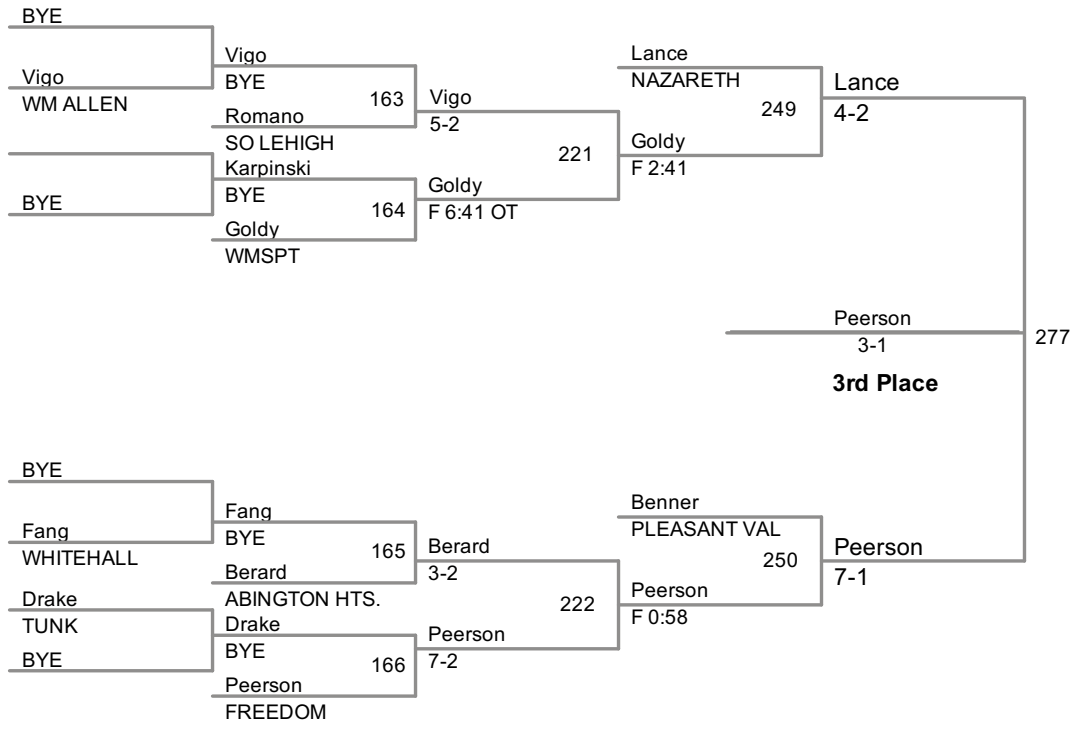 BYE
Vigo
WM ALLEN
Vigo
BYE
163
Romano
SO LEHIGH
Karpinski
BYE
164
BYE
Goldy
WMSPT
Vigo
5-2
221
Goldy
F 6:41 OT
Lance
NAZARETH
249
Goldy
F 2:41
Lance
4-2
Peerson
3-1
277
3rd Place
BYE
Fang
WHITEHALL
Drake
TUNK
BYE
Fang
BYE
165
Berard
ABINGTON HTS.
Drake
BYE
166
Peerson
FREEDOM
Berard
3-2
222
Peerson
7-2
Benner
PLEASANT VAL
250
Peerson
F 0:58
Peerson
7-1